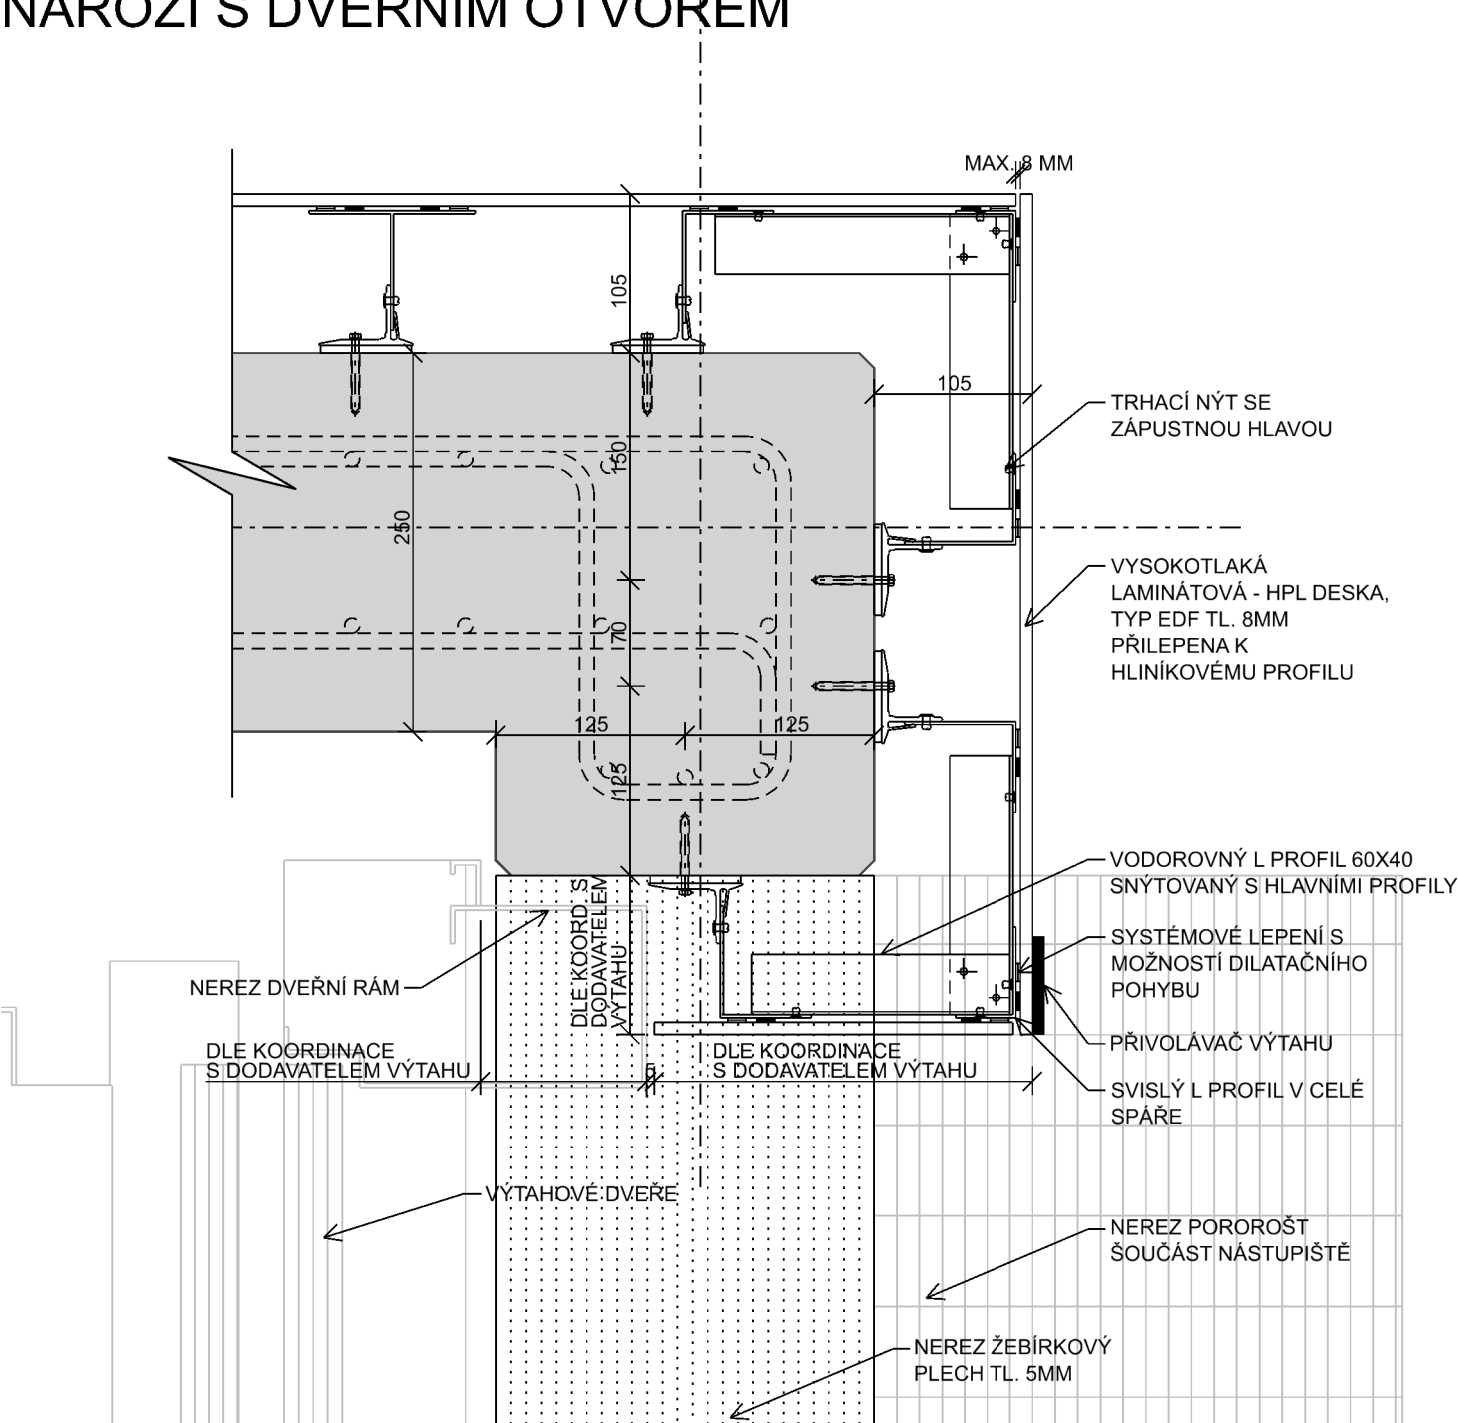 NÁROŽÍ S DVEŘNÍM OTVOREM
MAX. 8 MM
105
105
TRHACÍ NÝT SE
ZÁPUSTNOU HLAVOU
150
250
VYSOKOTLAKÁ
LAMINÁTOVÁ - HPL DESKA,
TYP EDF TL. 8MM
PŘILEPENA K
HLINÍKOVÉMU PROFILU
70
125
125
125
VODOROVNÝ L PROFIL 60X40
SNÝTOVANÝ S HLAVNÍMI PROFILY
DLE KOORD. S
DODAVATELEM
VÝTAHU
SYSTÉMOVÉ LEPENÍ S
MOŽNOSTÍ DILATAČNÍHO
POHYBU
NEREZ DVEŘNÍ RÁM
PŘIVOLÁVAČ VÝTAHU
DLE KOORDINACE
S DODAVATELEM VÝTAHU
5
DLE KOORDINACE
S DODAVATELEM VÝTAHU
SVISLÝ L PROFIL V CELÉ
SPÁŘE
VÝTAHOVÉ DVEŘE
NEREZ POROROŠT
ŠOUČÁST NÁSTUPIŠTĚ
NEREZ ŽEBÍRKOVÝ
PLECH TL. 5MM